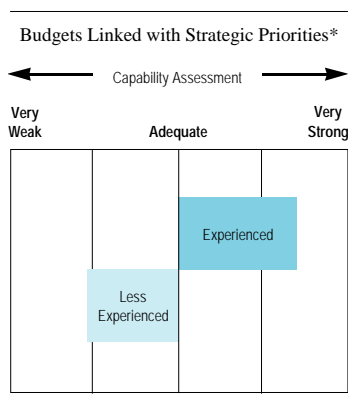 Budgets Linked with Strategic Priorities*
Capability Assessment
Very
Weak
Adequate
Very
Strong
Experienced
Less
Experienced